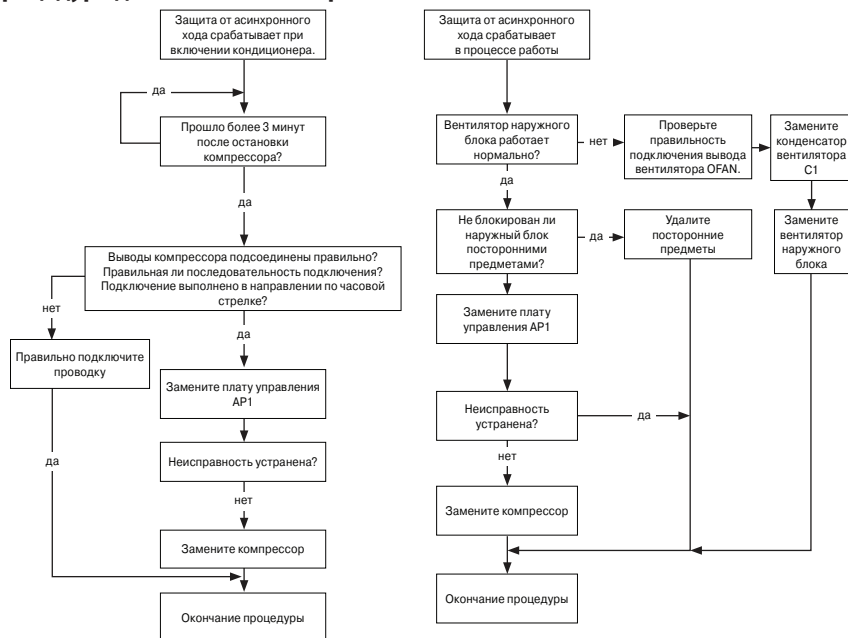 Защита от асинхронного
хода срабатывает при
включении кондиционера.
да
Прошло более 3 минут
после остановки
компрессора?
да
Выводы компрессора подсоединены правильно?
Правильная ли последовательность подключения?
Подключение выполнено в направлении по часовой
стрелке?
нет
да
Правильно подключите
проводку
Замените плату управления
AP1
да
Неисправность устранена?
нет
Замените компрессор
Окончание процедуры
Защита от асинхронного
хода срабатывает
в процессе работы
Вентилятор наружного
блока работает
нормально?
нет
Проверьте
правильность
подключения вывода
вентилятора OFAN.
Замените
конденсатор
вентилятора
C1
да
Не блокирован ли
наружный блок
посторонними
предметами?
да
Удалите
посторонние
предметы
Замените
вентилятор
наружного
блока
Замените плату
управления AP1
Неисправность
устранена?
да
нет
Замените компрессор
Окончание процедуры